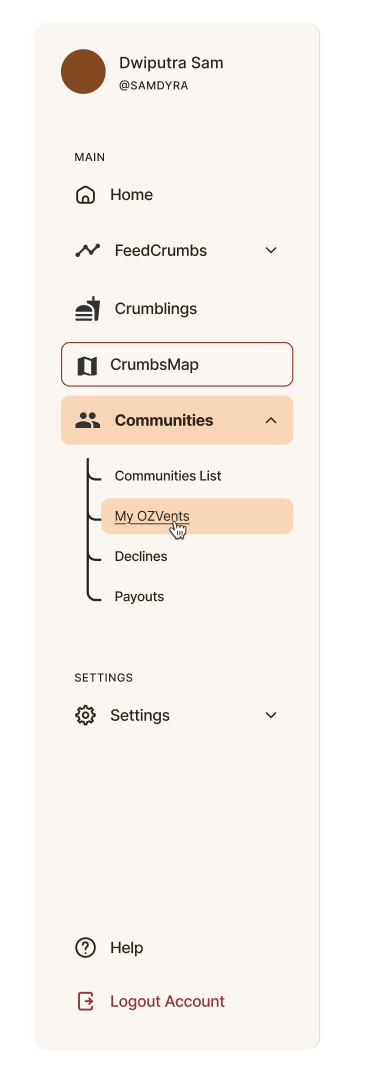 Dwiputra Sam
@SAMDYRA
MAIN
Home
FeedCrumbs
Crumblings
CrumbsMap
Communities
Communities List
My OZVents
Declines
Payouts
SETTINGS
Settings
Help
Logout Account